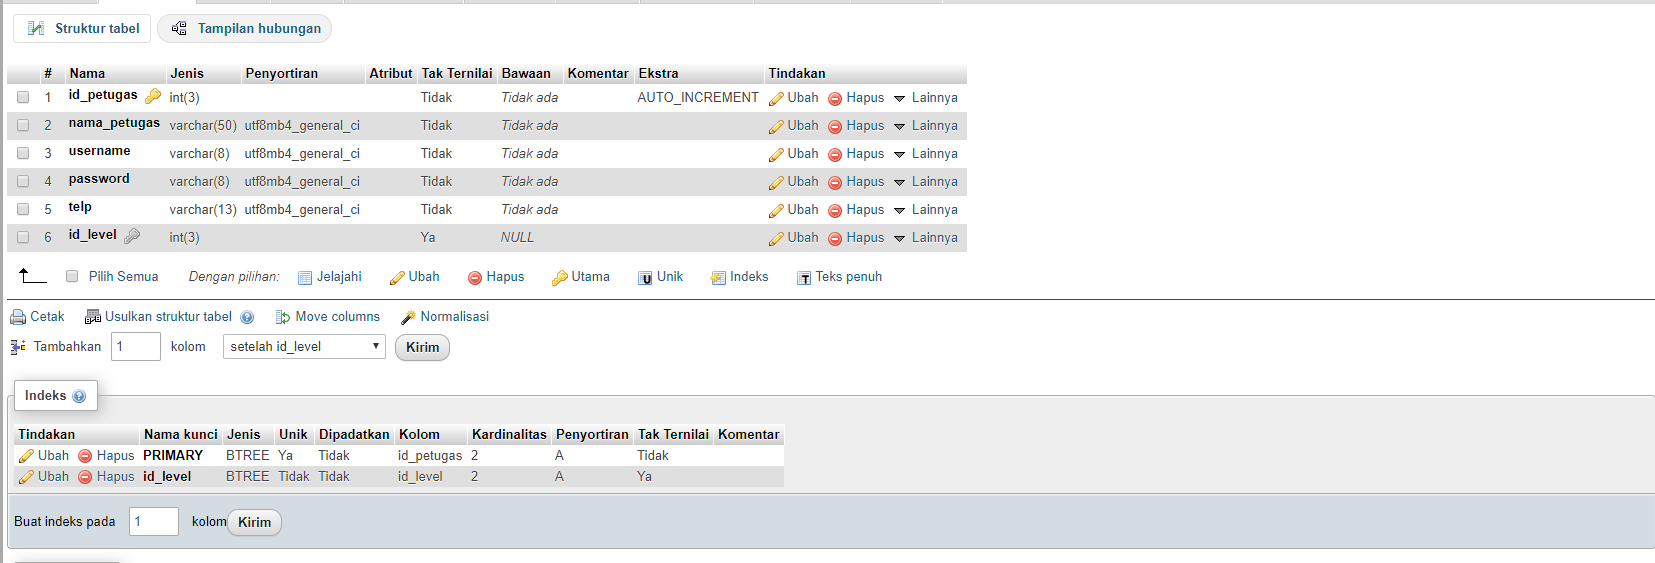 Struktur tabel Tampilan hubungan
# Nama Jenis Penyortiran Atribut Tak Ternilai Bawaan Komentar Ekstra Tindakan
1 id_petugas int(3) Tidak Tidak ada AUTO_INCREMENT Ubah Hapus Lainnya
2 nama_petugas varchar(50) utf8mb4_general_ci Tidak Tidak ada Ubah Hapus Lainnya
3 username varchar(8) utf8mb4_general_ci Tidak Tidak ada Ubah Hapus Lainnya
4 password varchar(8) utf8mb4_general_ci Tidak Tidak ada Ubah Hapus Lainnya
5 telp varchar(13) utf8mb4_general_ci Tidak Tidak ada Ubah Hapus Lainnya
6 id_level int(3) Ya NULL Ubah Hapus Lainnya
Pilih Semua Dengan pilihan: Jelajahi Ubah Hapus Utama U Unik Indeks T Teks penuh
Cetak Usulkan struktur tabel Move columns Normalisasi
Tambahkan 1 kolom setelah id_level Kirim
Indeks
Tindakan Nama kunci Jenis Unik Dipadatkan Kolom Kardinalitas Penyortiran Tak Ternilai Komentar
Ubah Hapus PRIMARY BTREE Ya Tidak id_petugas 2 A Tidak
Ubah Hapus id_level BTREE Tidak Tidak id_level 2 A Ya
Buat indeks pada 1 kolom Kirim